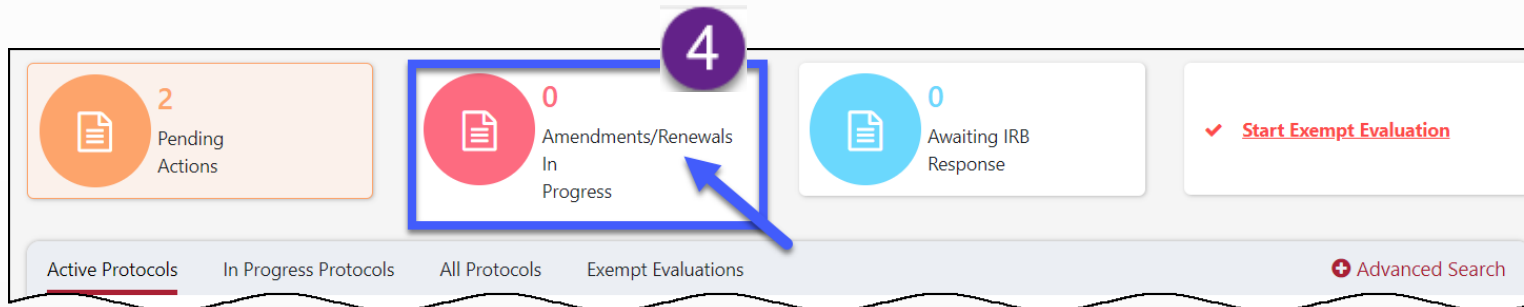 4
2
Pending
Actions
0
Amendments/Renewals
In
Progress
0
Awaiting IRB
Response
Start Exempt Evaluation
Active Protocols In Progress Protocols All Protocols Exempt Evaluations Advanced Search